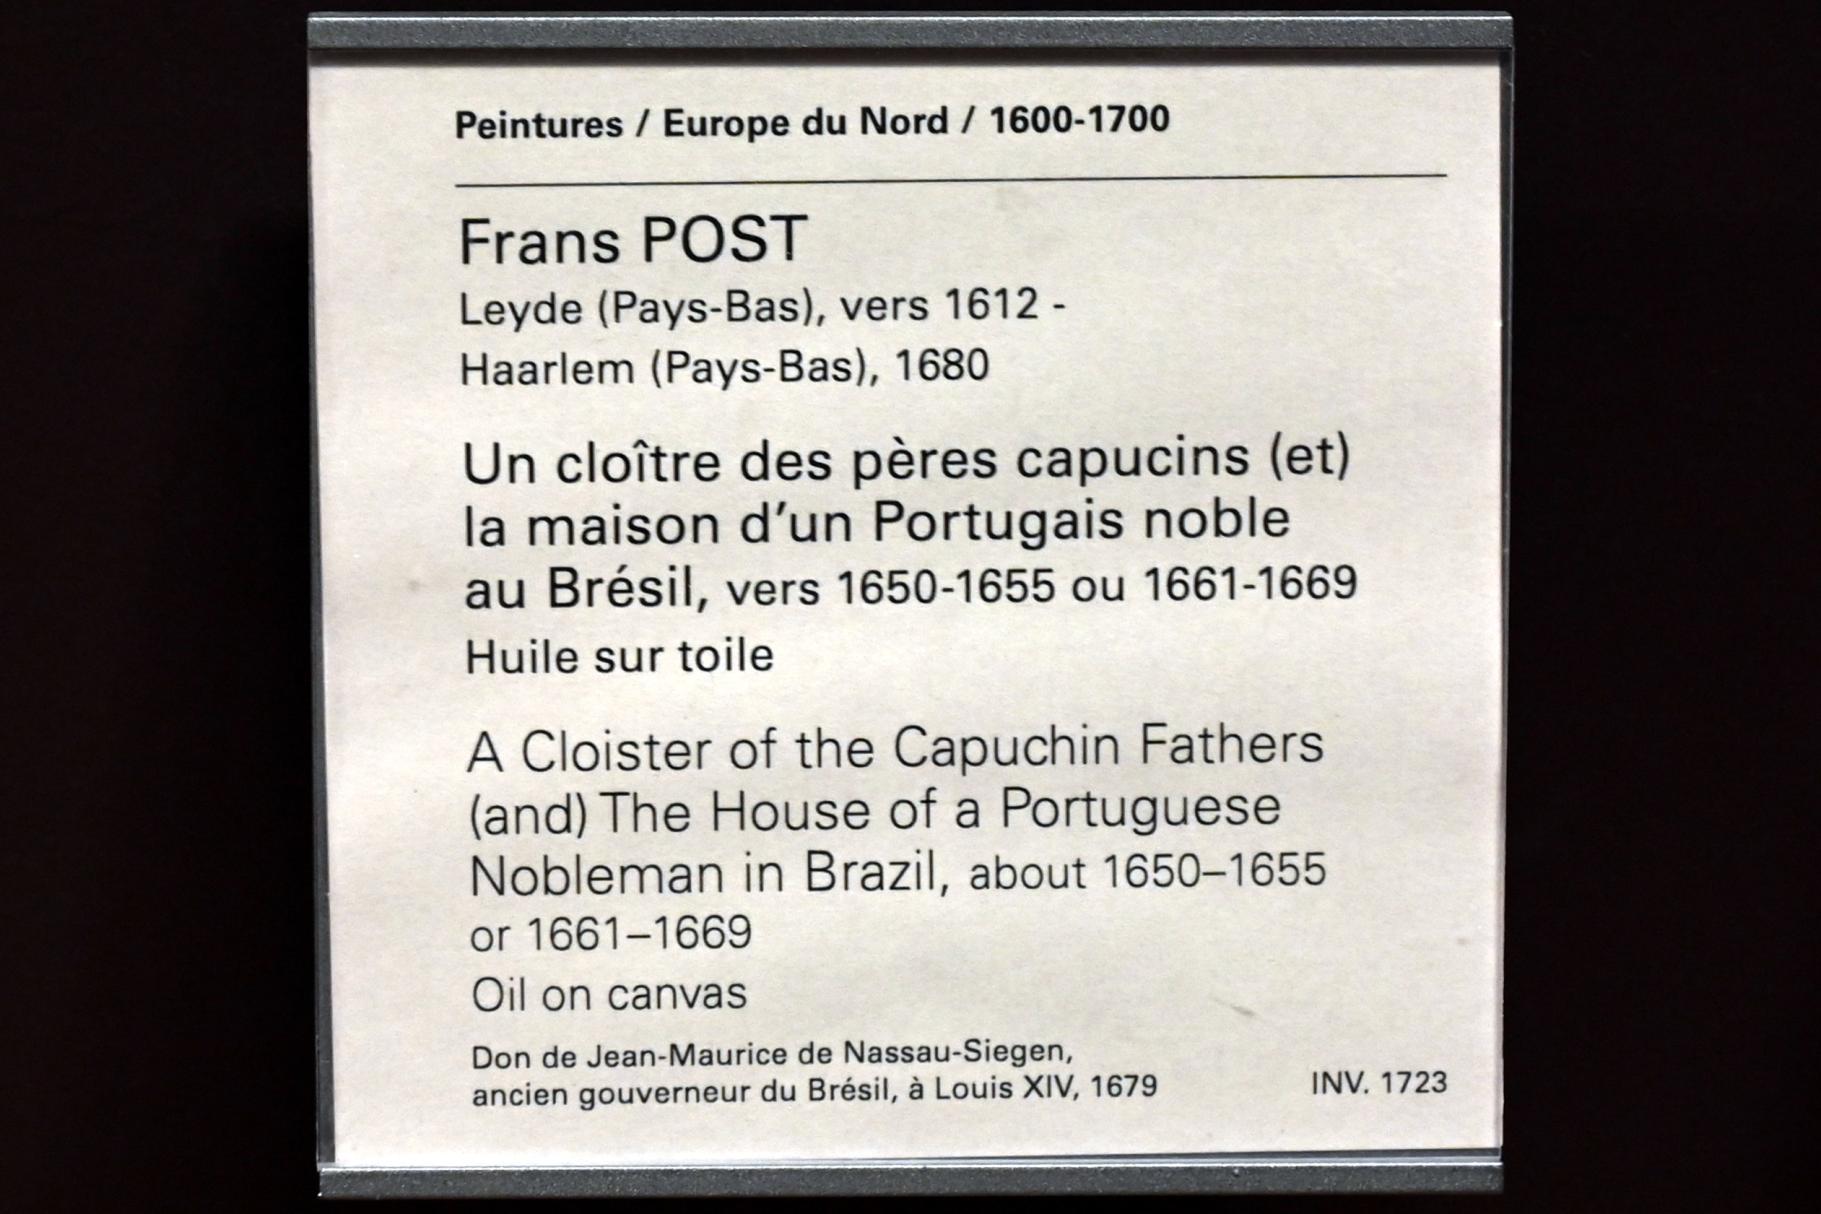 Peintures / Europe du Nord / 1600-1700
Frans POST
Leyde (Pays-Bas), vers 1612 -
Haarlem (Pays-Bas), 1680
Un cloître des pères capucins (et)
la maison d'un Portugais noble
au Brésil, vers 1650-1655 ou 1661-1669
Huile sur toile
A Cloister of the Capuchin Fathers
(and) The House of a Portuguese
Nobleman in Brazil, about 1650–1655
or 1661–1669
Oil on canvas
Don de Jean-Maurice de Nassau-Siegen,
ancien gouverneur du Brésil, à Louis XIV, 1679
INV. 1723